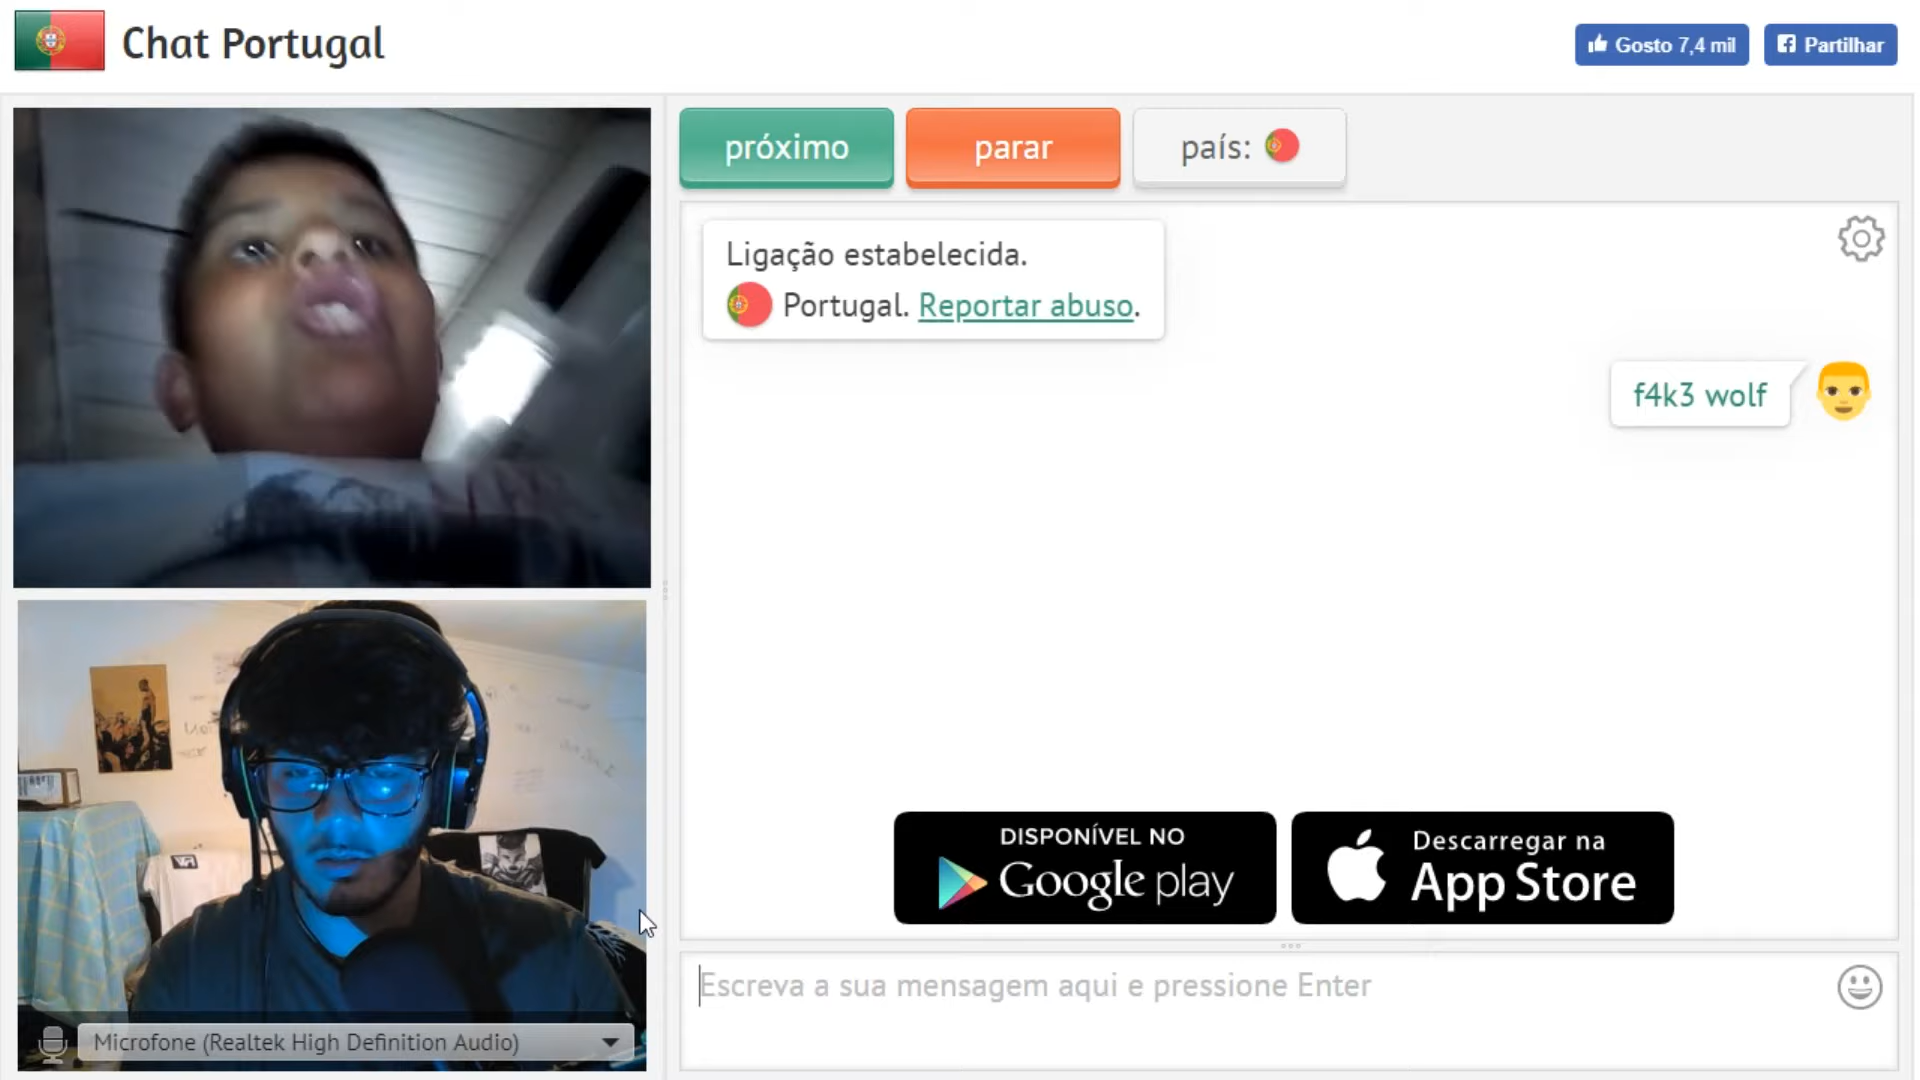 Chat Portugal
Gosto 7,4 mil
Partilhar
próximo
parar
país:
Ligação estabelecida.
Portugal. Reportar abuso.
f4k3 wolf
DISPONÍVEL NO
Google play
Descarregar na
App Store
Escreva a sua mensagem aqui e pressione Enter
Microfone (Realtek High Definition Audio)